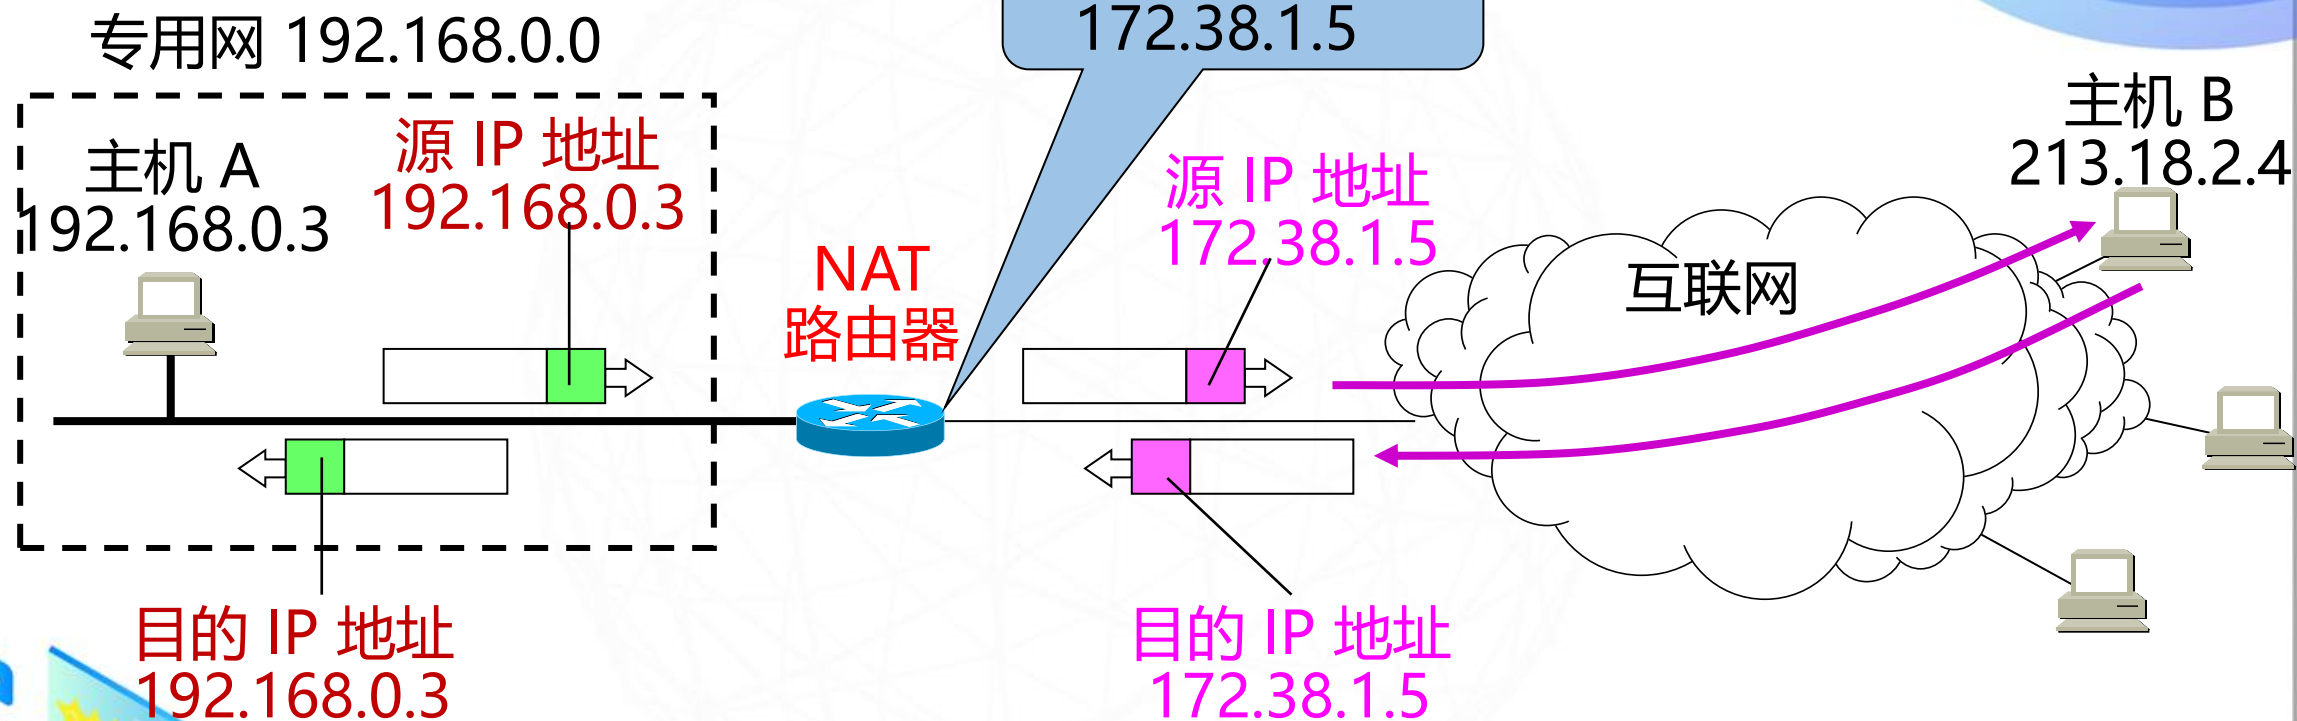 专用网 192.168.0.0
172.38.1.5
主机 A
192.168.0.3
源 IP 地址
192.168.0.3
NAT
路由器
源 IP 地址
172.38.1.5
互联网
主机 B
213.18.2.4
目的 IP 地址
192.168.0.3
目的 IP 地址
172.38.1.5